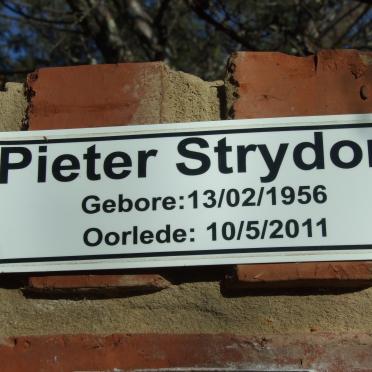 Pieter Strydo
Gebore:13/02/1956
Oorlede: 10/5/2011